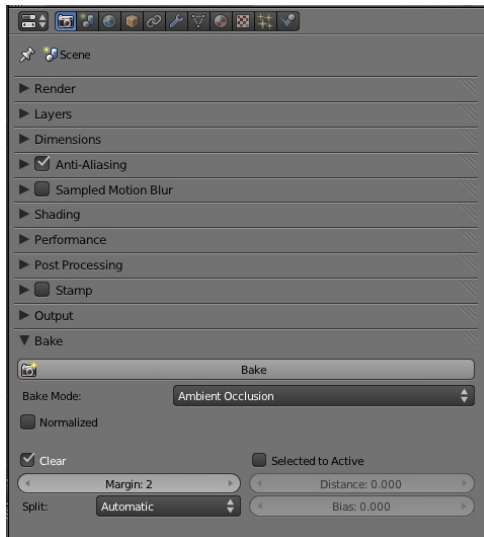 Scene
Render
Layers
Dimensions
Anti-Aliasing
Sampled Motion Blur
Shading
Performance
Post Processing
Stamp
Output
Bake
Bake
Bake Mode: Ambient Occlusion
Normalized
Clear Selected to Active
Margin: 2 Distance: 0.000
Split: Automatic Bias: 0.000